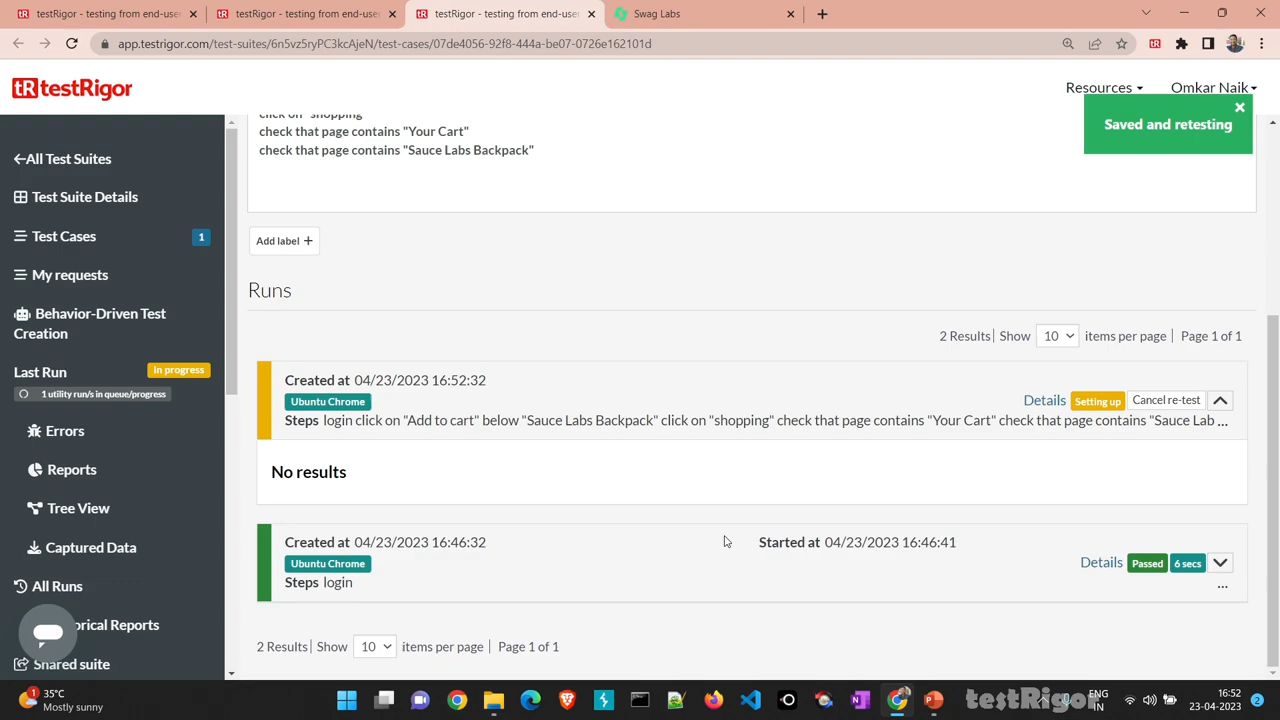 testRigor - testing from end-user
testRigor - testing from end-use
testRigor - testing from end-use
Swag Labs
app.testrigor.com/test-suites/6n5vz5ryPC3kcAjeN/test-cases/07de4056-92f8-444a-be07-0726e162101d
tR testRigor
Resources
Omkar Naik
Saved and retesting
All Test Suites
Test Suite Details
Test Cases 1
My requests
Behavior-Driven Test
Creation
Last Run In progress
1 utility run/s in queue/progress
Errors
Reports
Tree View
Captured Data
All Runs
orical Reports
Shared suite
click on "shopping"
check that page contains "Your Cart"
check that page contains "Sauce Labs Backpack"
Add label +
Runs
2 Results Show 10 items per page Page 1 of 1
Created at 04/23/2023 16:52:32
Ubuntu Chrome
Details Setting up Cancel re-test
Steps login click on "Add to cart" below "Sauce Labs Backpack" click on "shopping" check that page contains "Your Cart" check that page contains "Sauce Lab ...
No results
Created at 04/23/2023 16:46:32
Started at 04/23/2023 16:46:41
Ubuntu Chrome
Details Passed 6 secs
Steps login
...
2 Results Show 10 items per page Page 1 of 1
1
35°C
Mostly sunny
testRigor
ENG
IN
16:52
23-04-2023
2